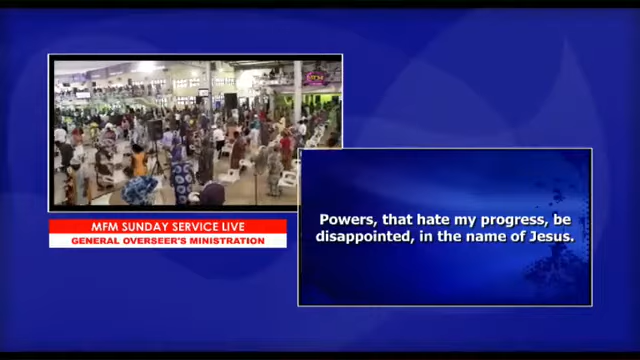 MFM SUNDAY SERVICE LIVE
GENERAL OVERSEER'S MINISTRATION
Powers, that hate my progress, be
disappointed, in the name of Jesus.